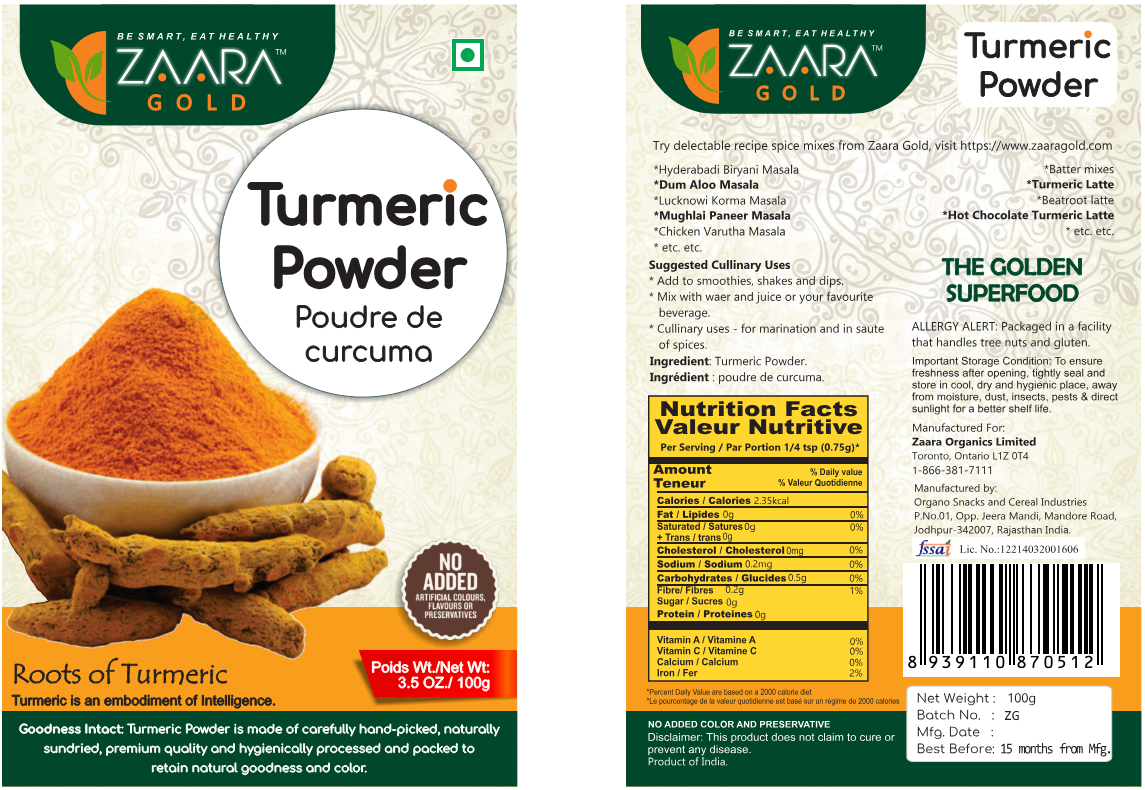 BE SMART, EAT HEALTHY
ZAARA™
GOLD
Turmeric
Powder
Poudre de
curcuma
NO
ADDED
ARTIFICIAL COLOURS,
FLAVOURS OR
PRESERVATIVES
Roots of Turmeric
Turmeric is an embodiment of Intelligence.
Poids Wt./Net Wt:
3.5 OZ./ 100g
Goodness Intact: Turmeric Powder is made of carefully hand-picked, naturally
sundried, premium quality and hygienically processed and packed to
retain natural goodness and color.
BE SMART, EAT HEALTHY
ZAARA™
GOLD
Turmeric
Powder
Try delectable recipe spice mixes from Zaara Gold, visit https://www.zaaragold.com
*Hyderabadi Biryani Masala
*Dum Aloo Masala
*Lucknowi Korma Masala
*Mughlai Paneer Masala
*Chicken Varutha Masala
* etc. etc.
*Batter mixes
*Turmeric Latte
*Beatroot latte
*Hot Chocolate Turmeric Latte
* etc. etc.
Suggested Cullinary Uses
* Add to smoothies, shakes and dips.
* Mix with waer and juice or your favourite
beverage.
* Cullinary uses - for marination and in saute
of spices.
Ingredient: Turmeric Powder.
Ingrédient : poudre de curcuma.
Nutrition Facts
Valeur Nutritive
Per Serving / Par Portion 1/4 tsp (0.75g)*
Amount % Daily value
Teneur % Valeur Quotidienne
Calories / Calories 2.35kcal
Fat / Lipides 0g 0%
Saturated / Satures 0g 0%
+ Trans / trans 0g
Cholesterol / Cholesterol 0mg 0%
Sodium / Sodium 0.2mg 0%
Carbohydrates / Glucides 0.5g 0%
Fibre/ Fibres 0.2g 1%
Sugar / Sucres 0g
Protein / Proteines 0g
Vitamin A / Vitamine A 0%
Vitamin C / Vitamine C 0%
Calcium / Calcium 0%
Iron / Fer 2%
*Percent Daily Value are based on a 2000 calorie diet
*Le pourcentage de la valeur quotidienne est basé sur un régime de 2000 calories
NO ADDED COLOR AND PRESERVATIVE
Disclaimer: This product does not claim to cure or
prevent any disease.
Product of India.
THE GOLDEN
SUPERFOOD
ALLERGY ALERT: Packaged in a facility
that handles tree nuts and gluten.
Important Storage Condition: To ensure
freshness after opening, tightly seal and
store in cool, dry and hygienic place, away
from moisture, dust, insects, pests & direct
sunlight for a better shelf life.
Manufactured For:
Zaara Organics Limited
Toronto, Ontario L1Z 0T4
1-866-381-7111
Manufactured by:
Organo Snacks and Cereal Industries
P.No.01, Opp. Jeera Mandi, Mandore Road,
Jodhpur-342007, Rajasthan India.
fssai Lic. No.:12214032001606
8 939110 870512
Net Weight : 100g
Batch No. : ZG
Mfg. Date :
Best Before: 15 months from Mfg.